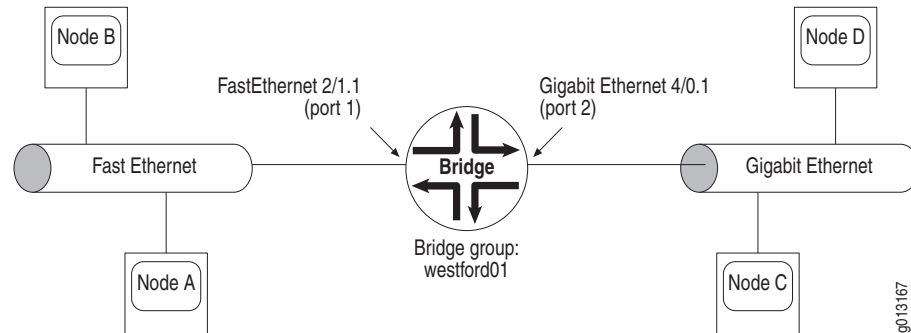 Node B
Node D
FastEthernet 2/1.1
(port 1)
Gigabit Ethernet 4/0.1
(port 2)
Fast Ethernet
Bridge
Gigabit Ethernet
Bridge group:
westford01
Node A
Node C
g013167